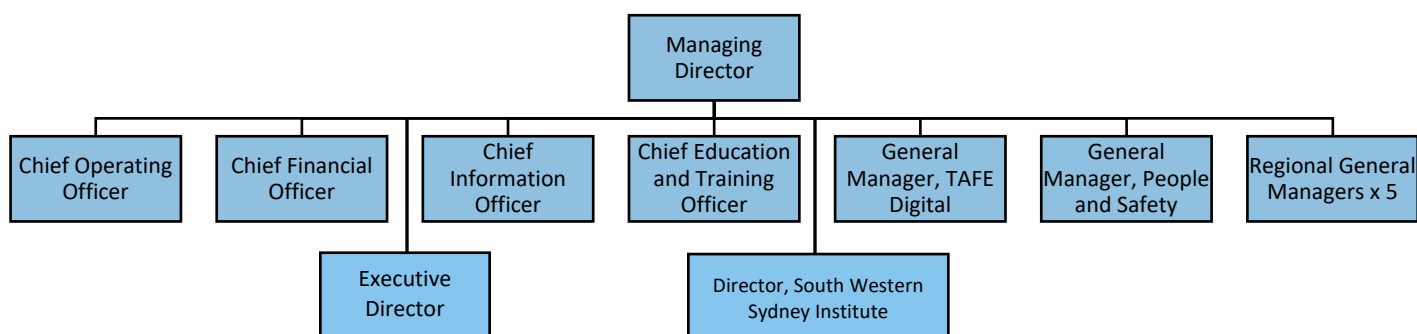 Managing
Director
Chief Operating
Officer
Chief Financial
Officer
Chief
Information
Officer
Chief Education
and Training
Officer
General
Manager, TAFE
Digital
General
Manager, People
and Safety
Regional General
Managers x 5
Executive
Director
Director, South Western
Sydney Institute